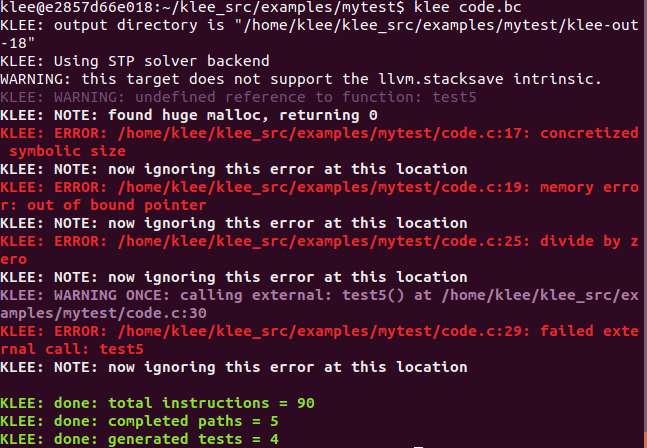 klee@e2857d66e018:~/klee_src/examples/mytest$ klee code.bc
KLEE: output directory is "/home/klee/klee_src/examples/mytest/klee-out
-18"
KLEE: Using STP solver backend
WARNING: this target does not support the llvm.stacksave intrinsic.
KLEE: WARNING: undefined reference to function: test5
KLEE: NOTE: found huge malloc, returning 0
KLEE: ERROR: /home/klee/klee_src/examples/mytest/code.c:17: concretized
 symbolic size
KLEE: NOTE: now ignoring this error at this location
KLEE: ERROR: /home/klee/klee_src/examples/mytest/code.c:19: memory erro
r: out of bound pointer
KLEE: NOTE: now ignoring this error at this location
KLEE: ERROR: /home/klee/klee_src/examples/mytest/code.c:25: divide by z
ero
KLEE: NOTE: now ignoring this error at this location
KLEE: WARNING ONCE: calling external: test5() at /home/klee/klee_src/ex
amples/mytest/code.c:30
KLEE: ERROR: /home/klee/klee_src/examples/mytest/code.c:29: failed exte
rnal call: test5
KLEE: NOTE: now ignoring this error at this location
KLEE: done: total instructions = 90
KLEE: done: completed paths = 5
KLEE: done: generated tests = 4